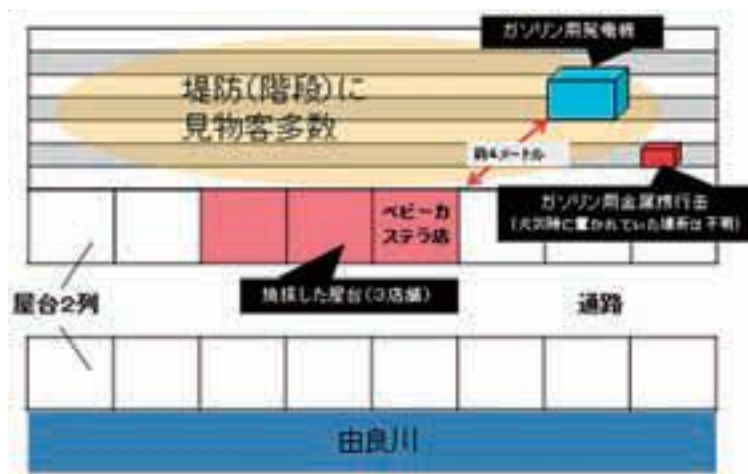 ガソリン用発電機
堤防(階段)に
見物客多数
約4メートル
ガソリン用金属携行缶
(火災時に置かれていた場所は不明)
ベビーカ
ステラ店
焼損した屋台(3店舗)
屋台2列
通路
由良川